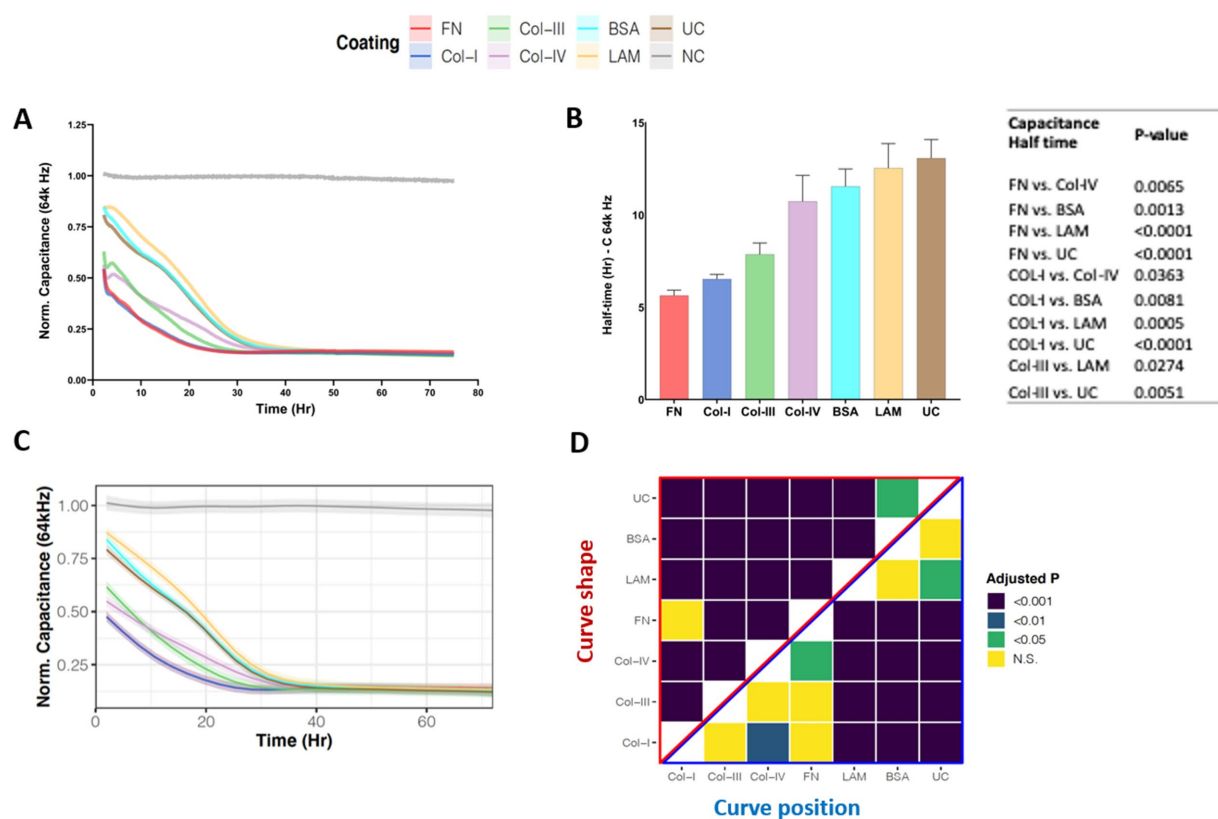 Coating
FN Col-III BSA UC
Col-I Col-IV LAM NC
A
Norm. Capacitance (64k Hz)
1.25
1.00
0.75
0.50
0.25
0.00
0 10 20 30 40 50 60 70 80
Time (Hr)
B
Half-time (Hr) - C 64k Hz
15
10
5
0
FN Col-I Col-III Col-IV BSA LAM UC
Capacitance
Half time P-value
FN vs. Col-IV 0.0065
FN vs. BSA 0.0013
FN vs. LAM <0.0001
FN vs. UC <0.0001
COL-I vs. Col-IV 0.0363
COL-I vs. BSA 0.0081
COL-I vs. LAM 0.0005
COL-I vs. UC <0.0001
Col-III vs. LAM 0.0274
Col-III vs. UC 0.0051
C
Norm. Capacitance (64kHz)
1.00
0.75
0.50
0.25
0 20 40 60
Time (Hr)
D
Curve shape
UC
BSA
LAM
FN
Col-IV
Col-III
Col-I
Col-I Col-III Col-IV FN LAM BSA UC
Curve position
Adjusted P
<0.001
<0.01
<0.05
N.S.